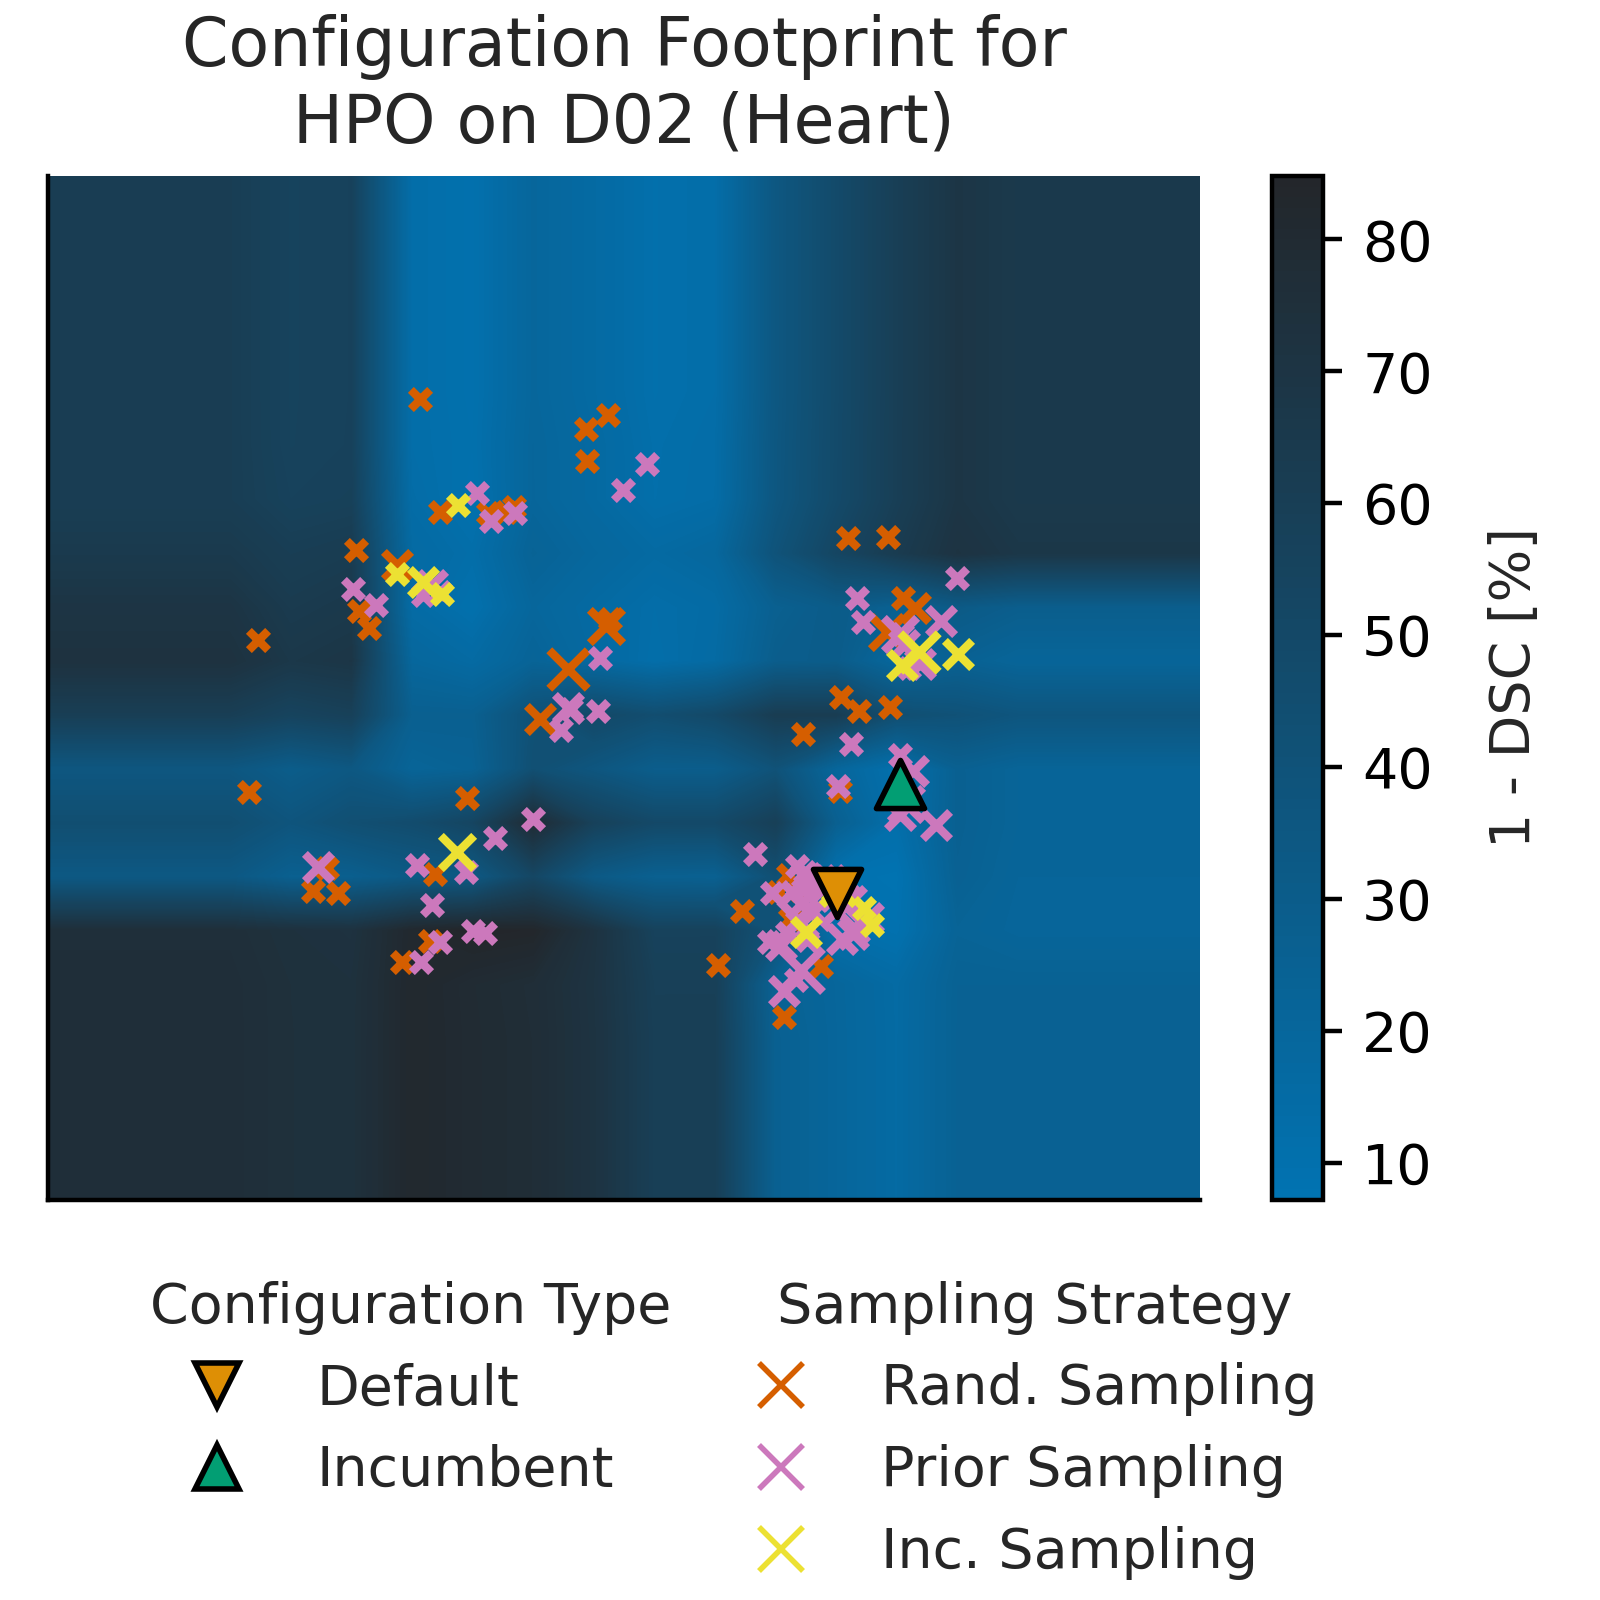 Configuration Footprint for
HPO on D02 (Heart)
80
70
60
50
40
30
20
10
1 - DSC [%]
Configuration Type
Default
Incumbent
Sampling Strategy
Rand. Sampling
Prior Sampling
Inc. Sampling